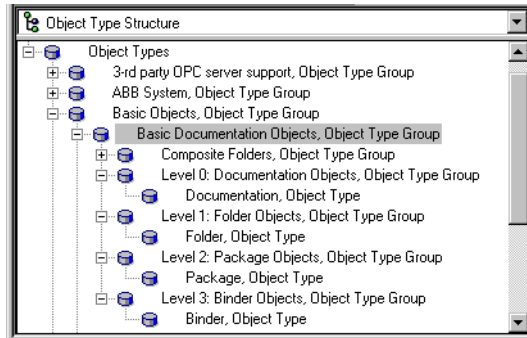 Object Type Structure
Object Types
3-rd party OPC server support, Object Type Group
ABB System, Object Type Group
Basic Objects, Object Type Group
Basic Documentation Objects, Object Type Group
Composite Folders, Object Type Group
Level 0: Documentation Objects, Object Type Group
Documentation, Object Type
Level 1: Folder Objects, Object Type Group
Folder, Object Type
Level 2: Package Objects, Object Type Group
Package, Object Type
Level 3: Binder Objects, Object Type Group
Binder, Object Type